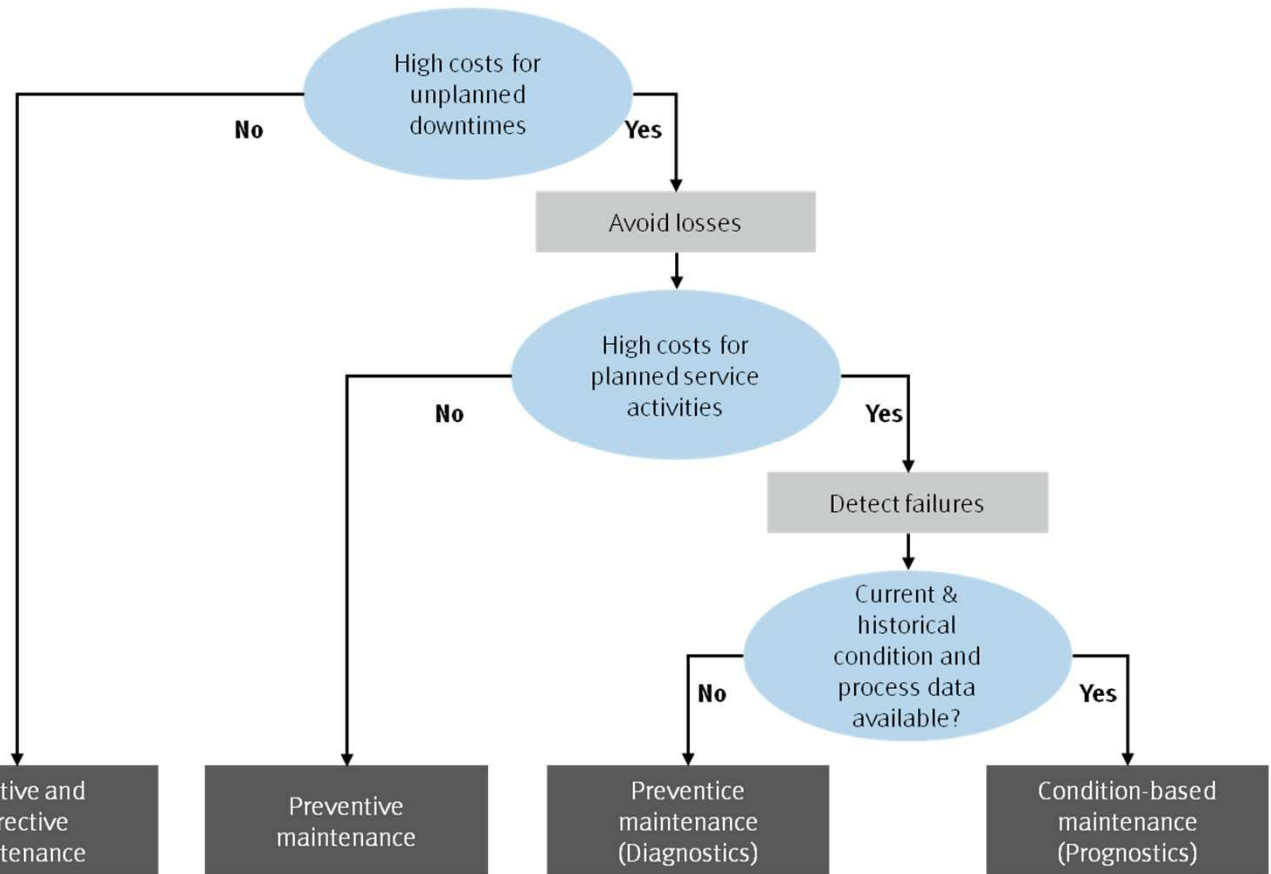 High costs for
unplanned
downtimes
No
Yes
Avoid losses
High costs for
planned service
activities
No
Yes
Detect failures
Current &
historical
condition and
process data
available?
No
Yes
tive and
rective
tenance
Preventive
maintenance
Preventice
maintenance
(Diagnostics)
Condition-based
maintenance
(Prognostics)